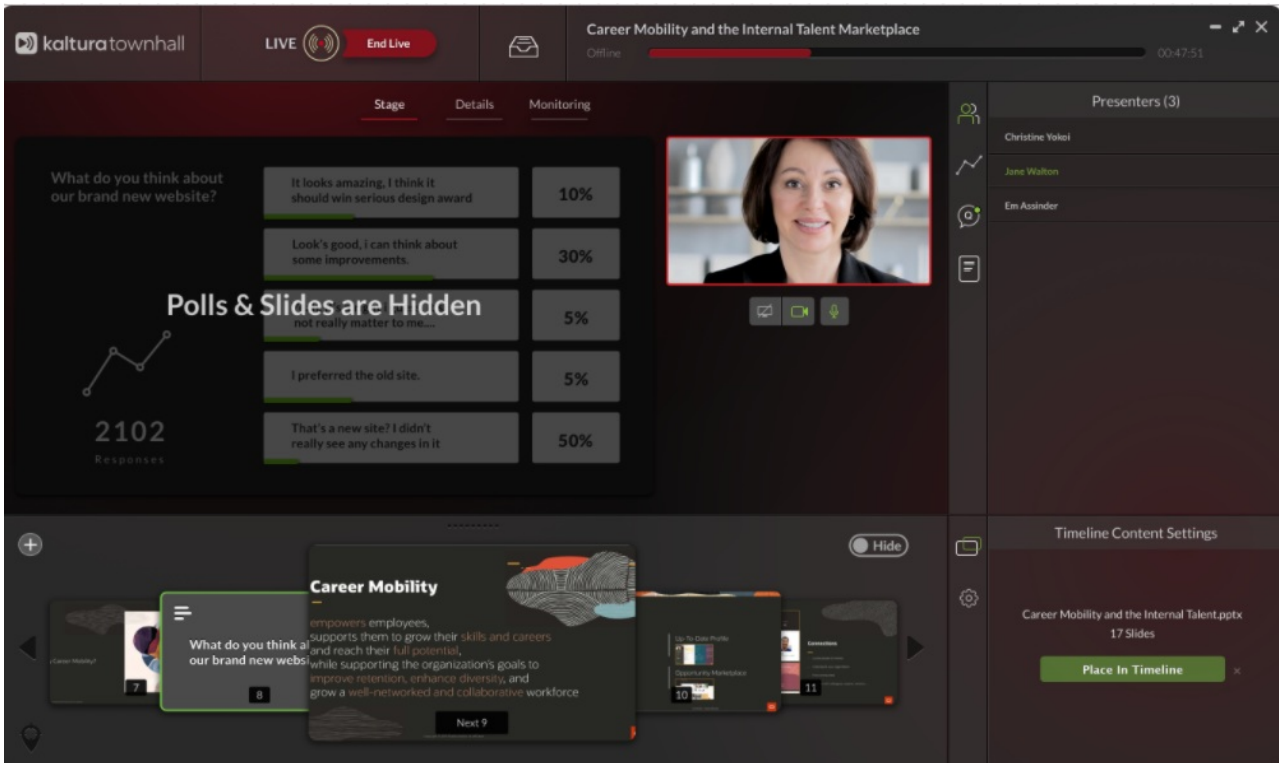 kaltura townhall
LIVE
End Live
Career Mobility and the Internal Talent Marketplace
Offline
00:47:51
Stage
Details
Monitoring
What do you think about
our brand new website?
It looks amazing, I think it
should win serious design award
10%
Look's good, i can think about
some improvements.
30%
Polls & Slides are Hidden
not really matter to me....
5%
I preferred the old site.
5%
That's a new site? I didn't
really see any changes in it
50%
2102
Responses
Presenters (3)
Christine Yokoi
Jane Walton
Em Assinder
Q
Hide
Career Mobility?
7
What do you think a
our brand new websi
8
Career Mobility
empowers employees,
supports them to grow their skills and careers
and reach their full potential,
while supporting the organization's goals to
improve retention, enhance diversity, and
grow a well-networked and collaborative workforce
Next 9
Up-To-Date Profile
Opportunity Marketplace
10
Connections
11
Timeline Content Settings
Career Mobility and the Internal Talent.pptx
17 Slides
Place In Timeline